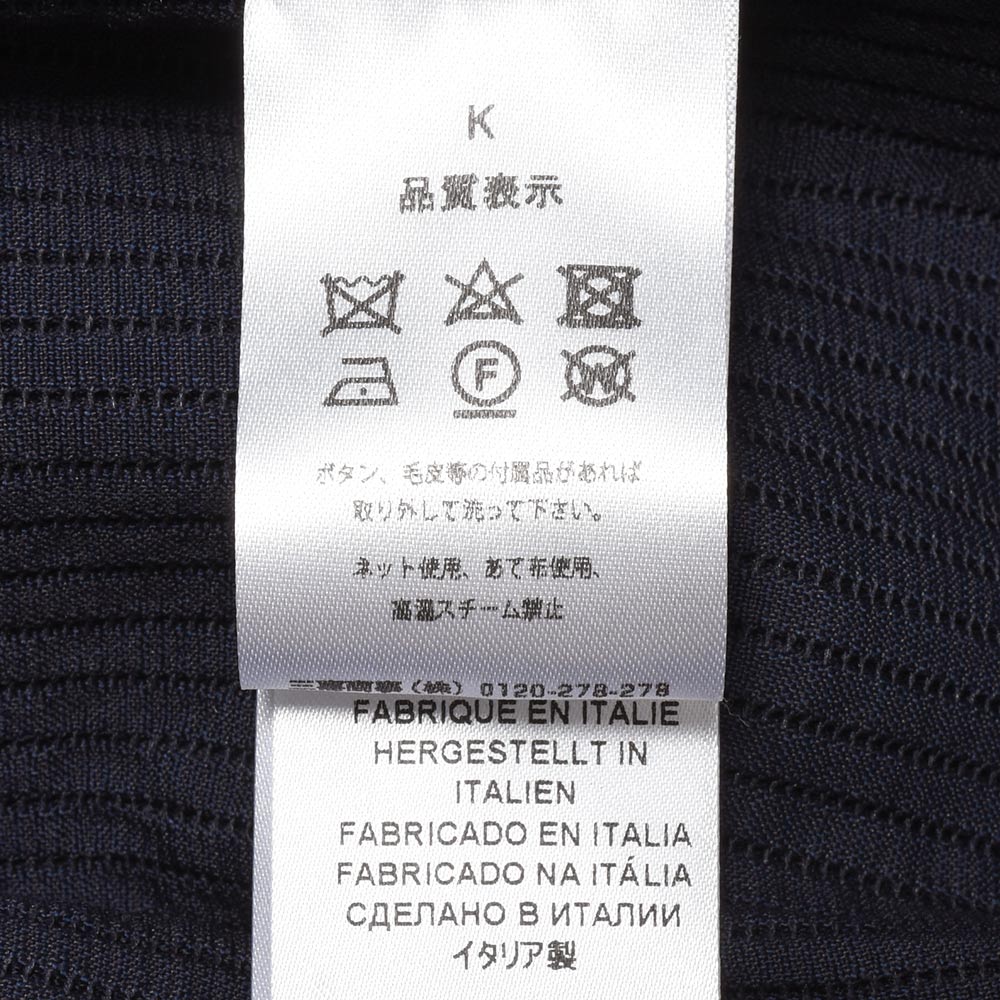 K
品質表示
F
W
ボタン、毛皮等の付属品があれば
取り外して洗って下さい。
ネット使用、あて布使用、
高温スチーム禁止
三喜商事（株） 0120-278-278
FABRIQUE EN ITALIE
HERGESTELLT IN
ITALIEN
FABRICADO EN ITALIA
FABRICADO NA ITÁLIA
СДЕЛАНО В ИТАЛИИ
イタリア製